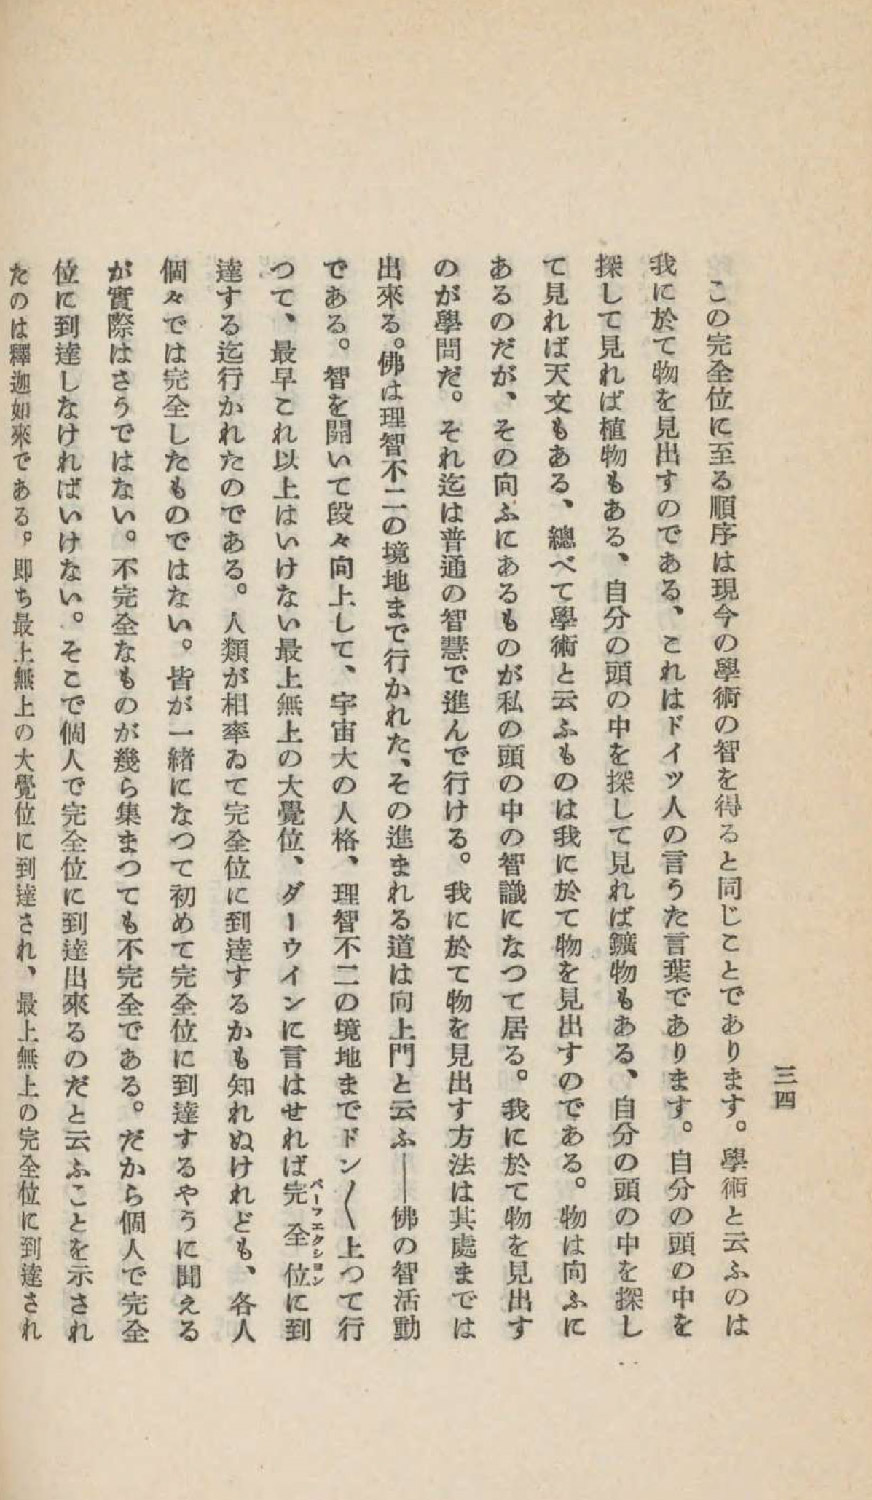 三四
この完全位に至る順序は現今の學術の智を得ると同じことであります。學術と云ふのは
我に於て物を見出すのである、これはドイツ人の言うた言葉であります。自分の頭の中を
探して見れば植物もある、自分の頭の中を探して見れば鑛物もある、自分の頭の中を探し
て見れば天文もある、總べて學術と云ふものは我に於て物を見出すのである。物は向ふに
あるのだが、その向ふにあるものが私の頭の中の智識になつて居る。我に於て物を見出す
のが學問だ。それ迄は普通の智慧で進んで行ける。我に於て物を見出す方法は其處までは
出來る。佛は理智不二の境地まで行かれた、その進まれる道は向上門と云ふ――佛の智活動
である。智を開いて段々向上して、宇宙大の人格、理智不二の境地までドン〳〵上つて行
つて、最早これ以上はいけない最上無上の大覺位、ダーウインに言はせれば完全位に到
パーフエクシヨン
達する迄行かれたのである。人類が相率ゐて完全位に到達するかも知れぬけれども、各人
個々では完全したものではない。皆が一緒になつて初めて完全位に到達するやうに聞える
が實際はさうではない。不完全なものが幾ら集まつても不完全である。だから個人で完全
位に到達しなければいけない。そこで個人で完全位に到達出來るのだと云ふことを示され
たのは釋迦如來である。即ち最上無上の大覺位に到達され、最上無上の完全位に到達され